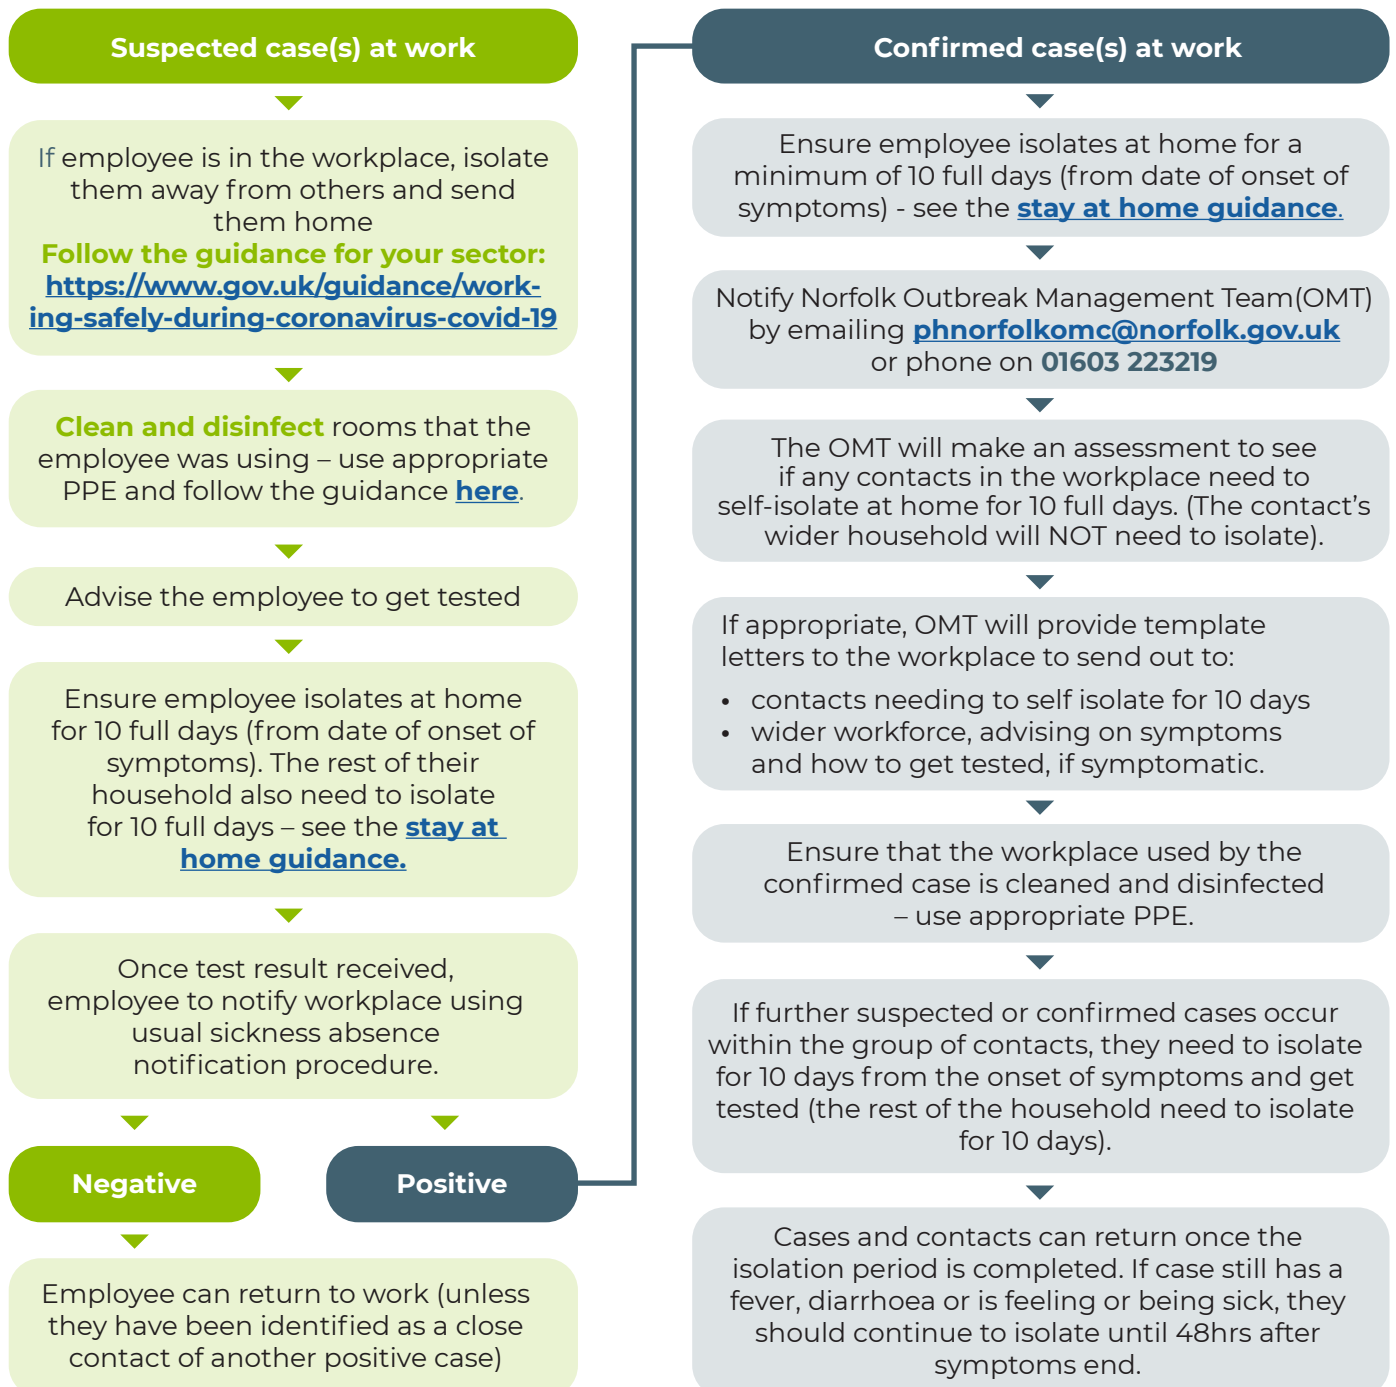 Suspected case(s) at work
If employee is in the workplace, isolate
them away from others and send
them home
Follow the guidance for your sector:
https://www.gov.uk/guidance/work-
ing-safely-during-coronavirus-covid-19
Clean and disinfect rooms that the
employee was using – use appropriate
PPE and follow the guidance here.
Advise the employee to get tested
Ensure employee isolates at home
for 10 full days (from date of onset of
symptoms). The rest of their
household also need to isolate
for 10 full days – see the stay at
home guidance.
Once test result received,
employee to notify workplace using
usual sickness absence
notification procedure.
Negative
Positive
Employee can return to work (unless
they have been identified as a close
contact of another positive case)
Confirmed case(s) at work
Ensure employee isolates at home for a
minimum of 10 full days (from date of onset of
symptoms) - see the stay at home guidance.
Notify Norfolk Outbreak Management Team(OMT)
by emailing phnorfolkomc@norfolk.gov.uk
or phone on 01603 223219
The OMT will make an assessment to see
if any contacts in the workplace need to
self-isolate at home for 10 full days. (The contact's
wider household will NOT need to isolate).
If appropriate, OMT will provide template
letters to the workplace to send out to:
• contacts needing to self isolate for 10 days
• wider workforce, advising on symptoms
and how to get tested, if symptomatic.
Ensure that the workplace used by the
confirmed case is cleaned and disinfected
– use appropriate PPE.
If further suspected or confirmed cases occur
within the group of contacts, they need to isolate
for 10 days from the onset of symptoms and get
tested (the rest of the household need to isolate
for 10 days).
Cases and contacts can return once the
isolation period is completed. If case still has a
fever, diarrhoea or is feeling or being sick, they
should continue to isolate until 48hrs after
symptoms end.